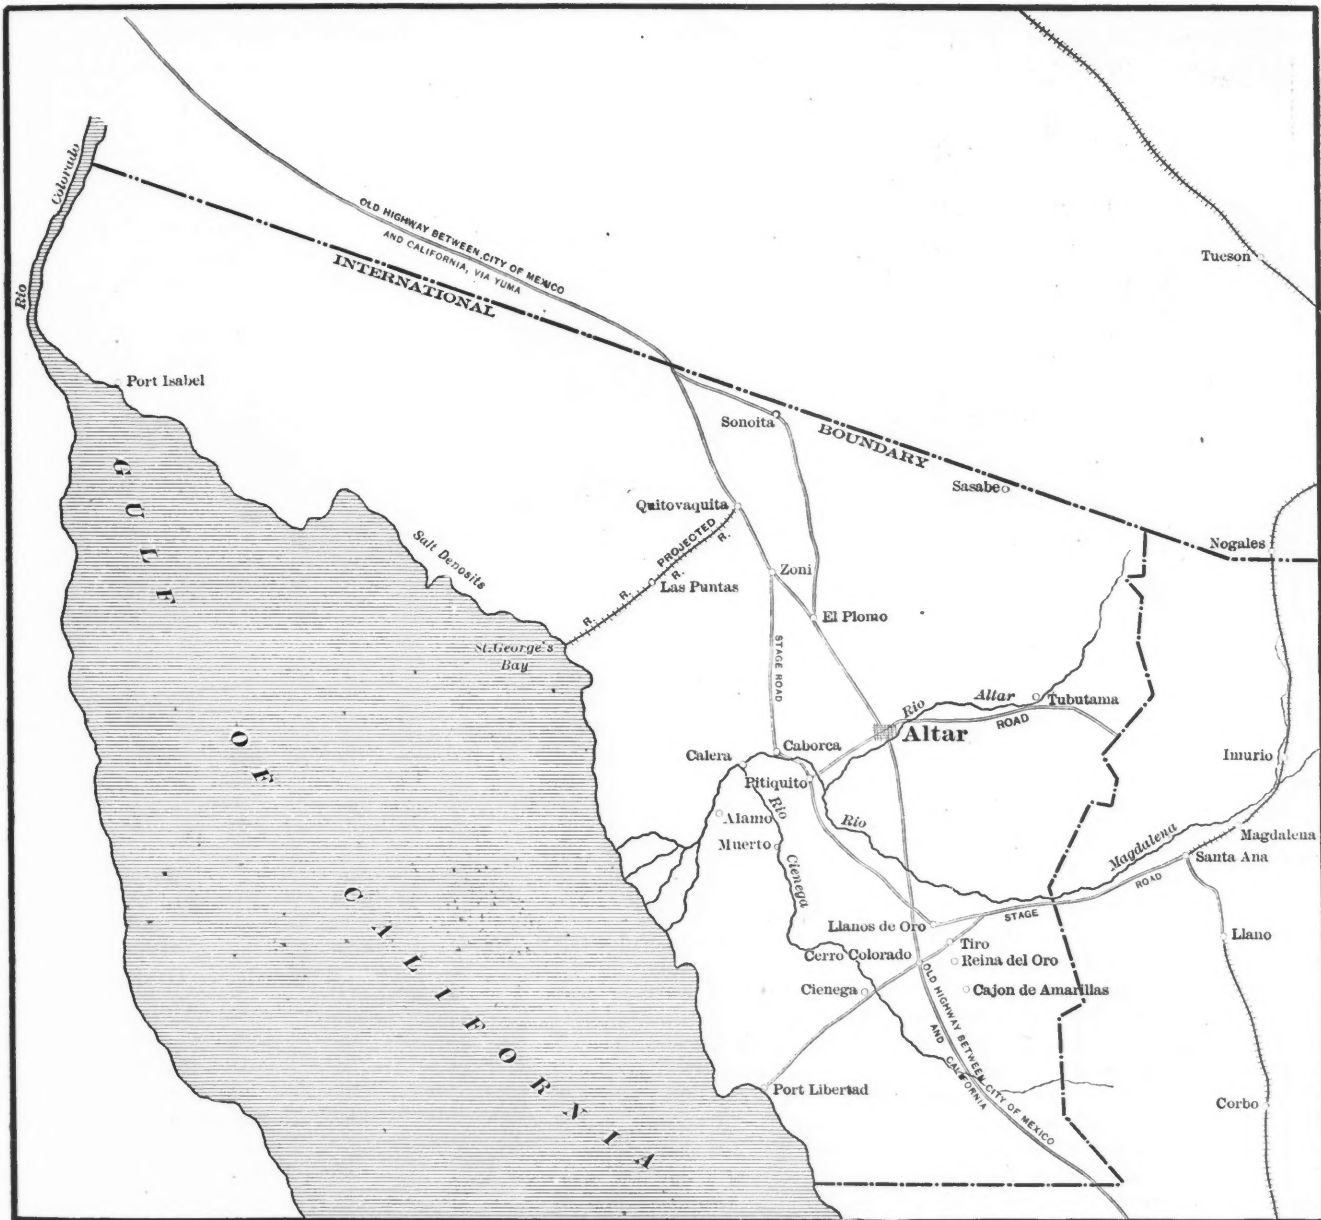 Colorado
Rio
OLD HIGHWAY BETWEEN CITY OF MEXICO
AND CALIFORNIA, VIA YUMA
INTERNATIONAL
BOUNDARY
Tucson
Port Isabel
Sonoita
Sasabe
Nogales
Quitovaquita
Salt Deposits
PROJECTED
R. R.
Las Puntas
R. R.
Zoni
El Plomo
St. George's
Bay
STAGE ROAD
Rio Altar
Tubutama
ROAD
Altar
Caborca
Calera
Pitiquito
Imurio
Alamo
Rio
Cienega
Muerto
Rio
Magdalena
Magdalena
Santa Ana
ROAD
STAGE
Llanos de Oro
Llano
Tiro
Cerro Colorado
Reina del Oro
Cienega
Cajon de Amarillas
OLD HIGHWAY BETWEEN CITY OF MEXICO
AND CALIFORNIA
Port Libertad
Corbo
GULF OF CALIFORNIA